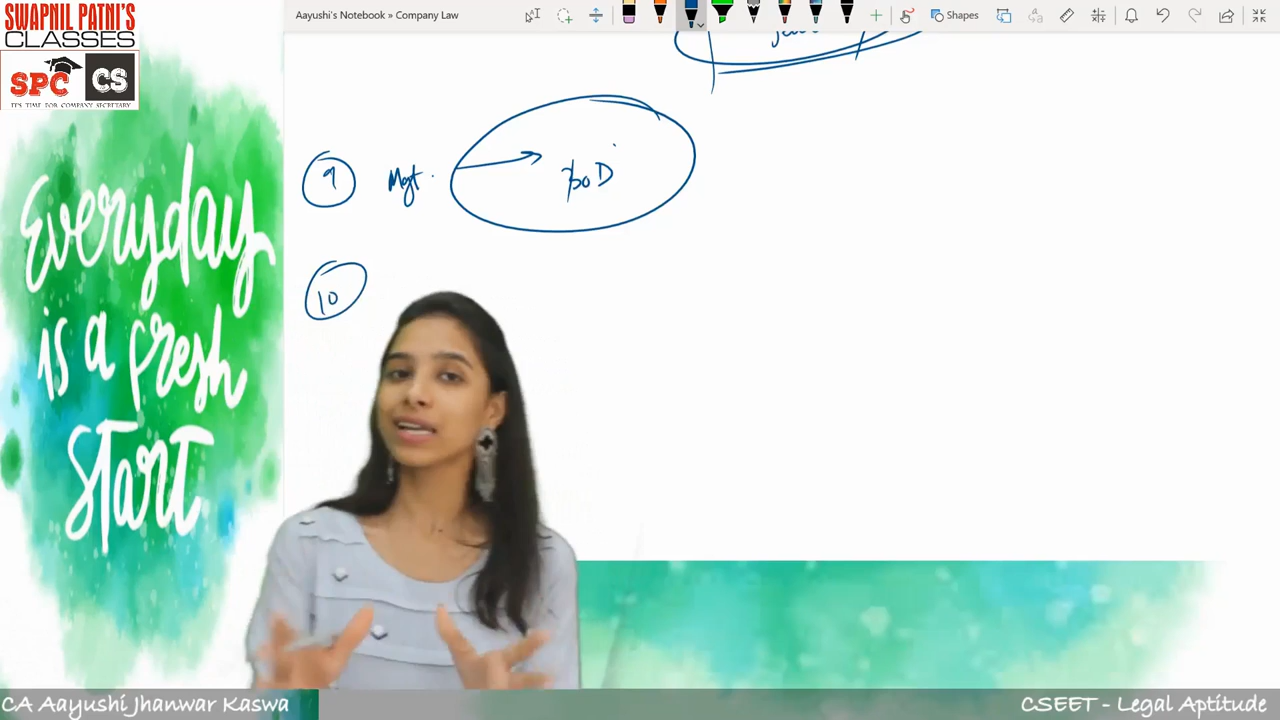 SWAPNIL PATNI'S
CLASSES
SPC CS
IT'S TIME FOR COMPANY SECRETARY
Aayushi's Notebook » Company Law
Shapes
9 Mgt. BoD
10
Everyday
is a fresh
start
CA Aayushi Jhanwar Kaswa
CSEET - Legal Aptitude